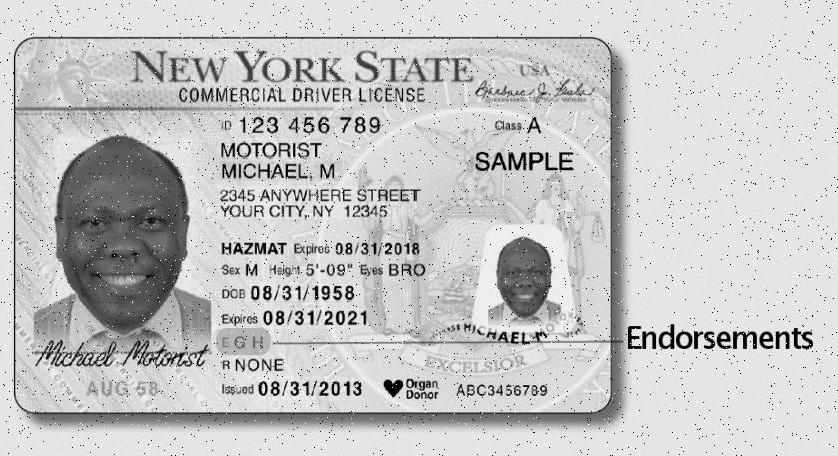 NEW YORK STATE
USA
COMMERCIAL DRIVER LICENSE
ID 123 456 789
Class A
MOTORIST
MICHAEL, M
SAMPLE
2345 ANYWHERE STREET
YOUR CITY, NY 12345
HAZMAT Expires 08/31/2018
Sex M Height 5'-09" Eyes BRO
DOB 08/31/1958
Expires 08/31/2021
MICHAEL M
E G H
Endorsements
Michael Motorist
R NONE
EXCELSIOR
AUG 58
Issued 08/31/2013
Organ
Donor
ABC3456789